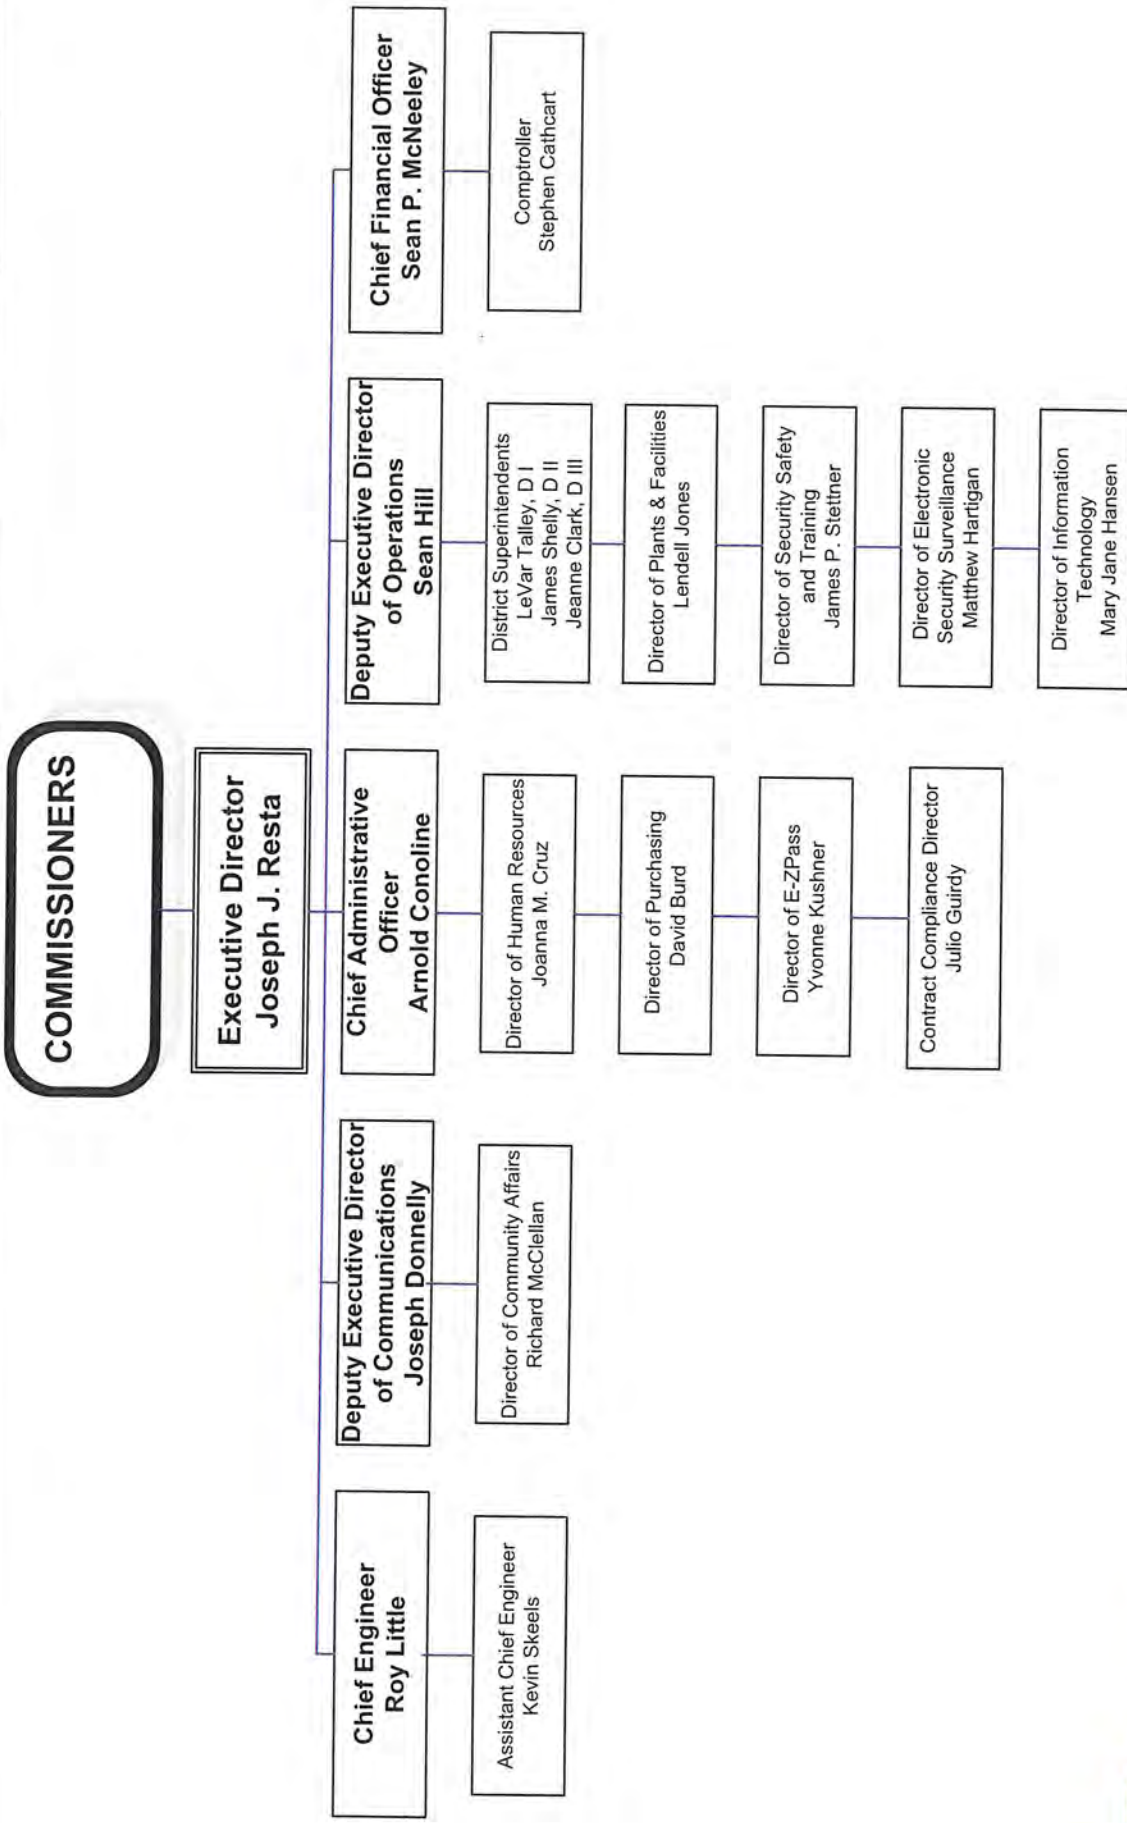 COMMISSIONERS
Executive Director
Joseph J. Resta
Chief Engineer
Roy Little
Deputy Executive Director
of Communications
Joseph Donnelly
Chief Administrative
Officer
Arnold Conoline
Deputy Executive Director
of Operations
Sean Hill
Chief Financial Officer
Sean P. McNeeley
Assistant Chief Engineer
Kevin Skeels
Director of Community Affairs
Richard McClellan
Director of Human Resources
Joanna M. Cruz
Director of Purchasing
David Burd
Director of E-ZPass
Yvonne Kushner
Contract Compliance Director
Julio Guirdy
District Superintendents
LeVar Talley, D I
James Shelly, D II
Jeanne Clark, D III
Director of Plants & Facilities
Lendell Jones
Director of Security Safety
and Training
James P. Stettner
Director of Electronic
Security Surveillance
Matthew Hartigan
Director of Information
Technology
Mary Jane Hansen
Comptroller
Stephen Cathcart